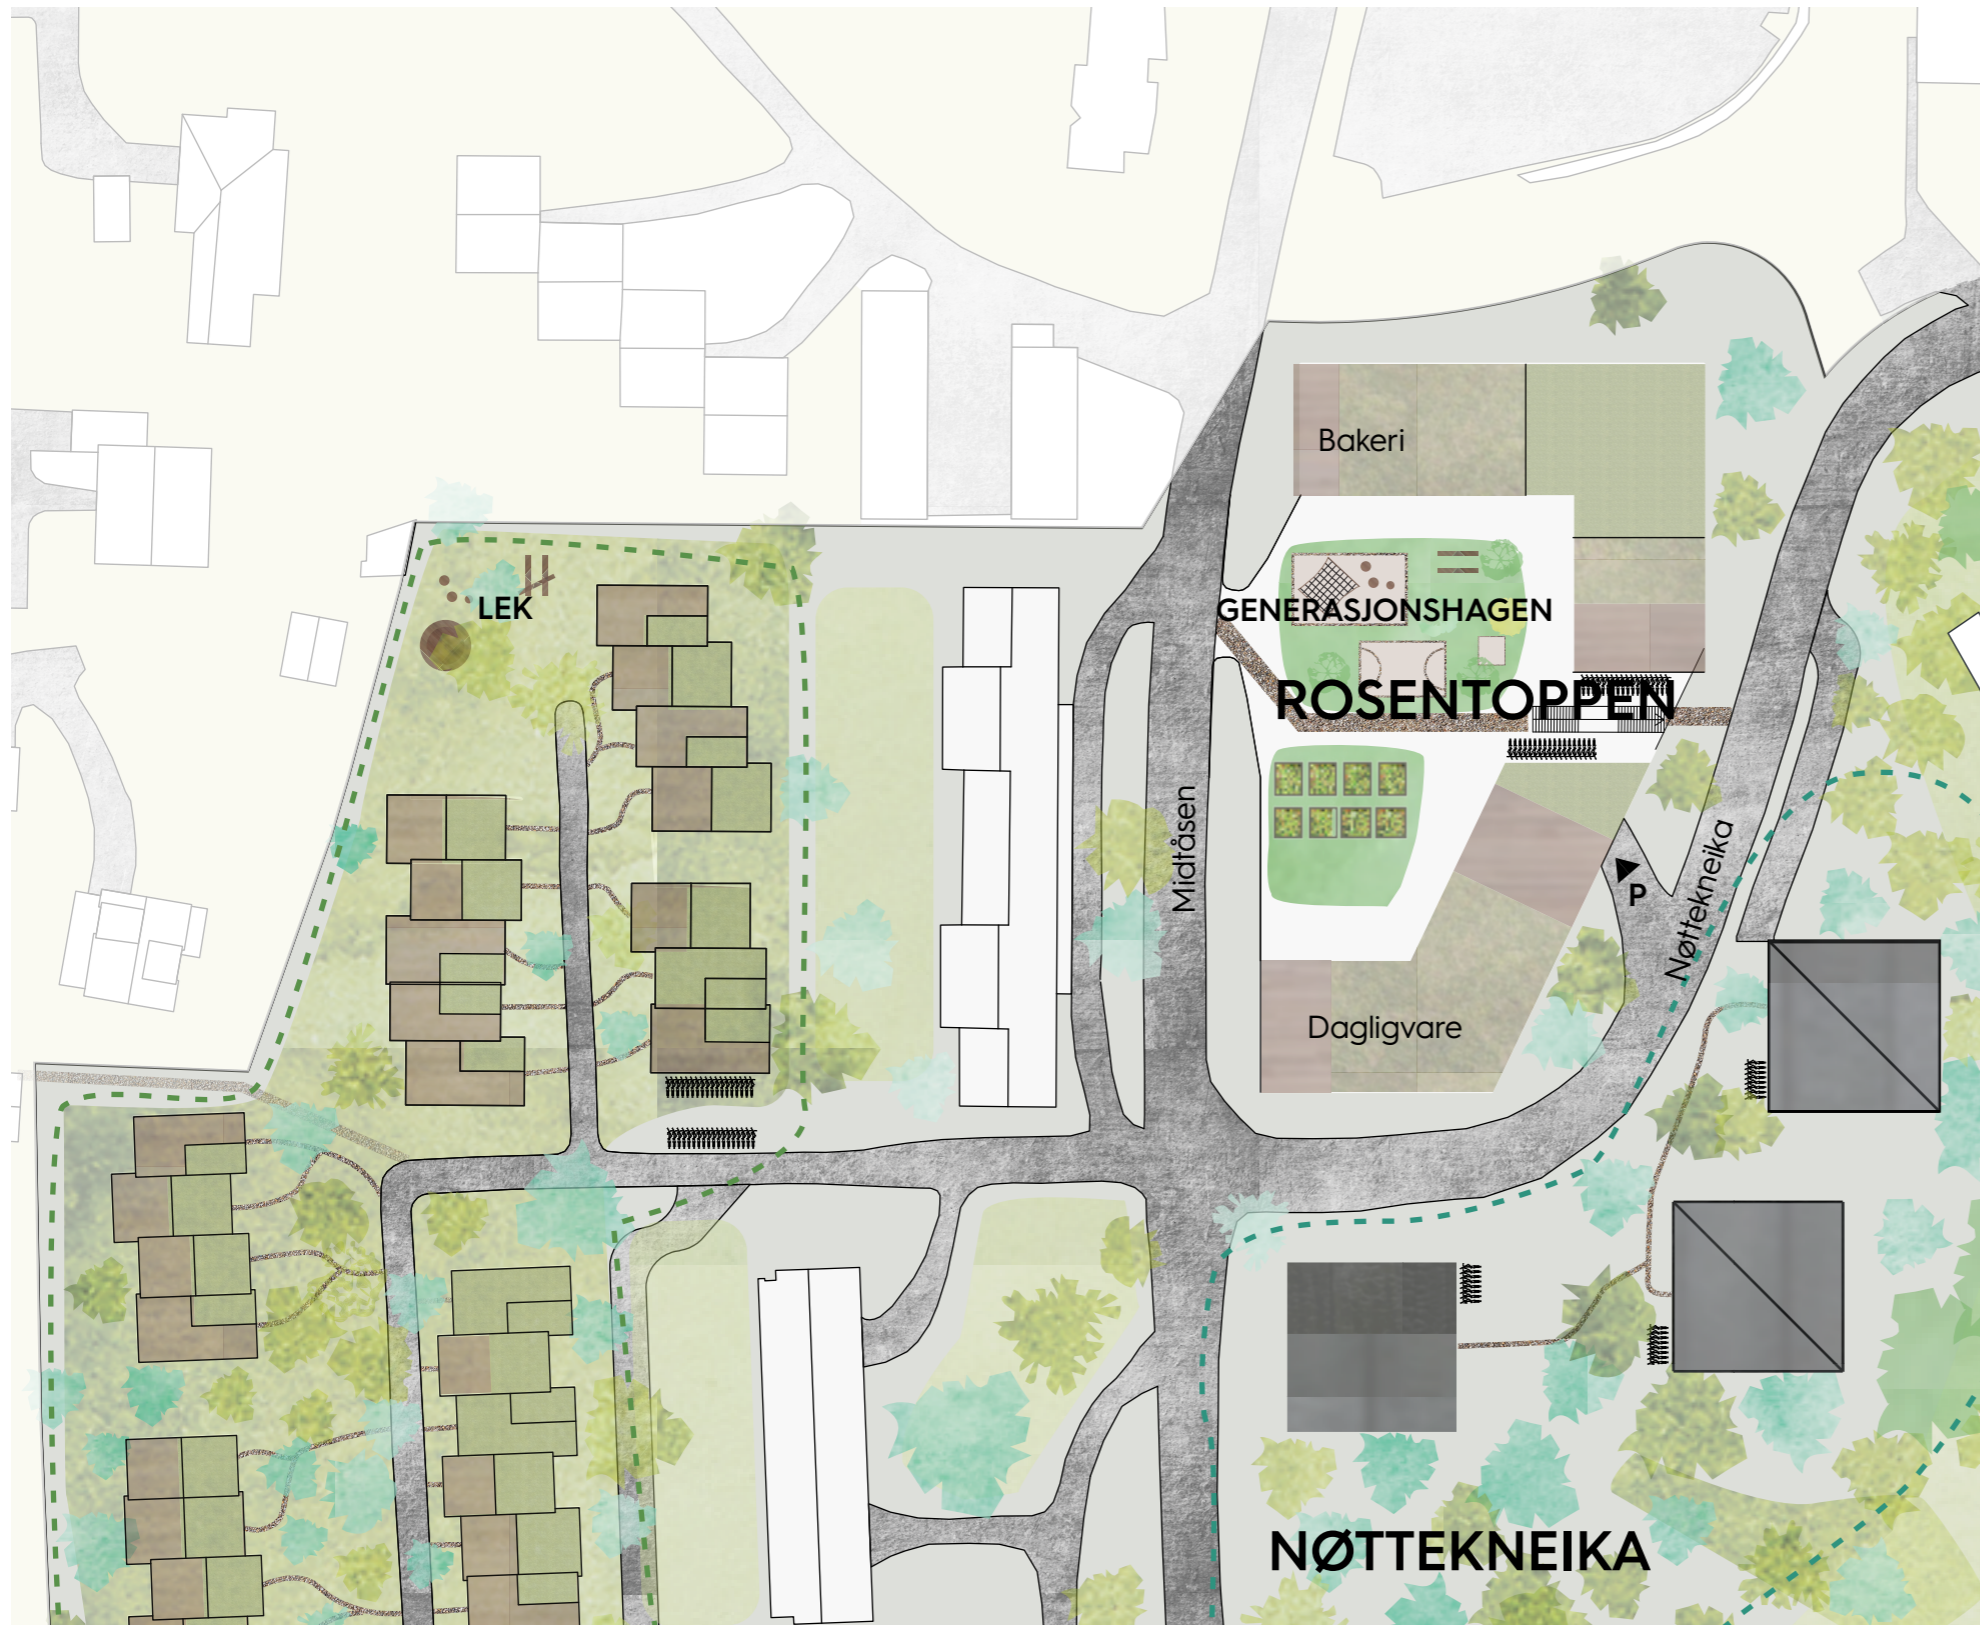 Bakeri
LEK
GENERASJONSHAGEN
ROSENTOPPEN
Midtåsen
P
Nøttekneika
Dagligvare
NØTTEKNEIKA